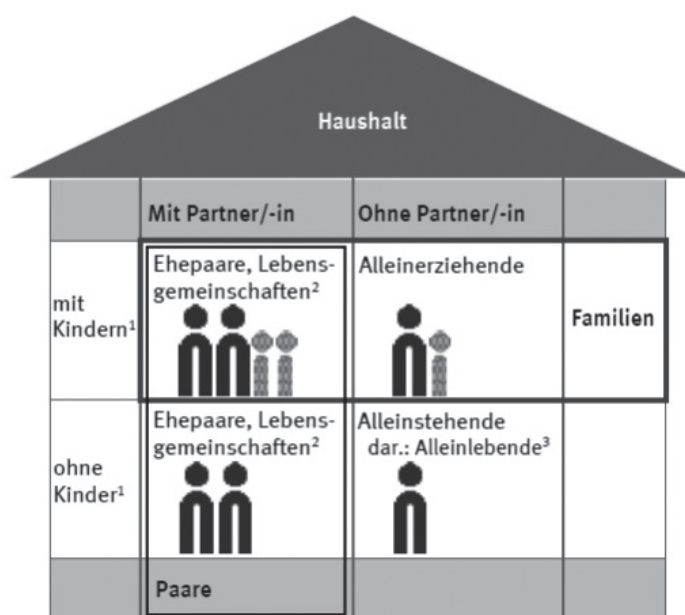 Haushalt
Mit Partner/-in
Ohne Partner/-in
mit
Kindern¹
Ehepaare, Lebens-
gemeinschaften²
Alleinerziehende
Familien
ohne
Kinder¹
Ehepaare, Lebens-
gemeinschaften²
Alleinstehende
dar.: Alleinlebende³
Paare